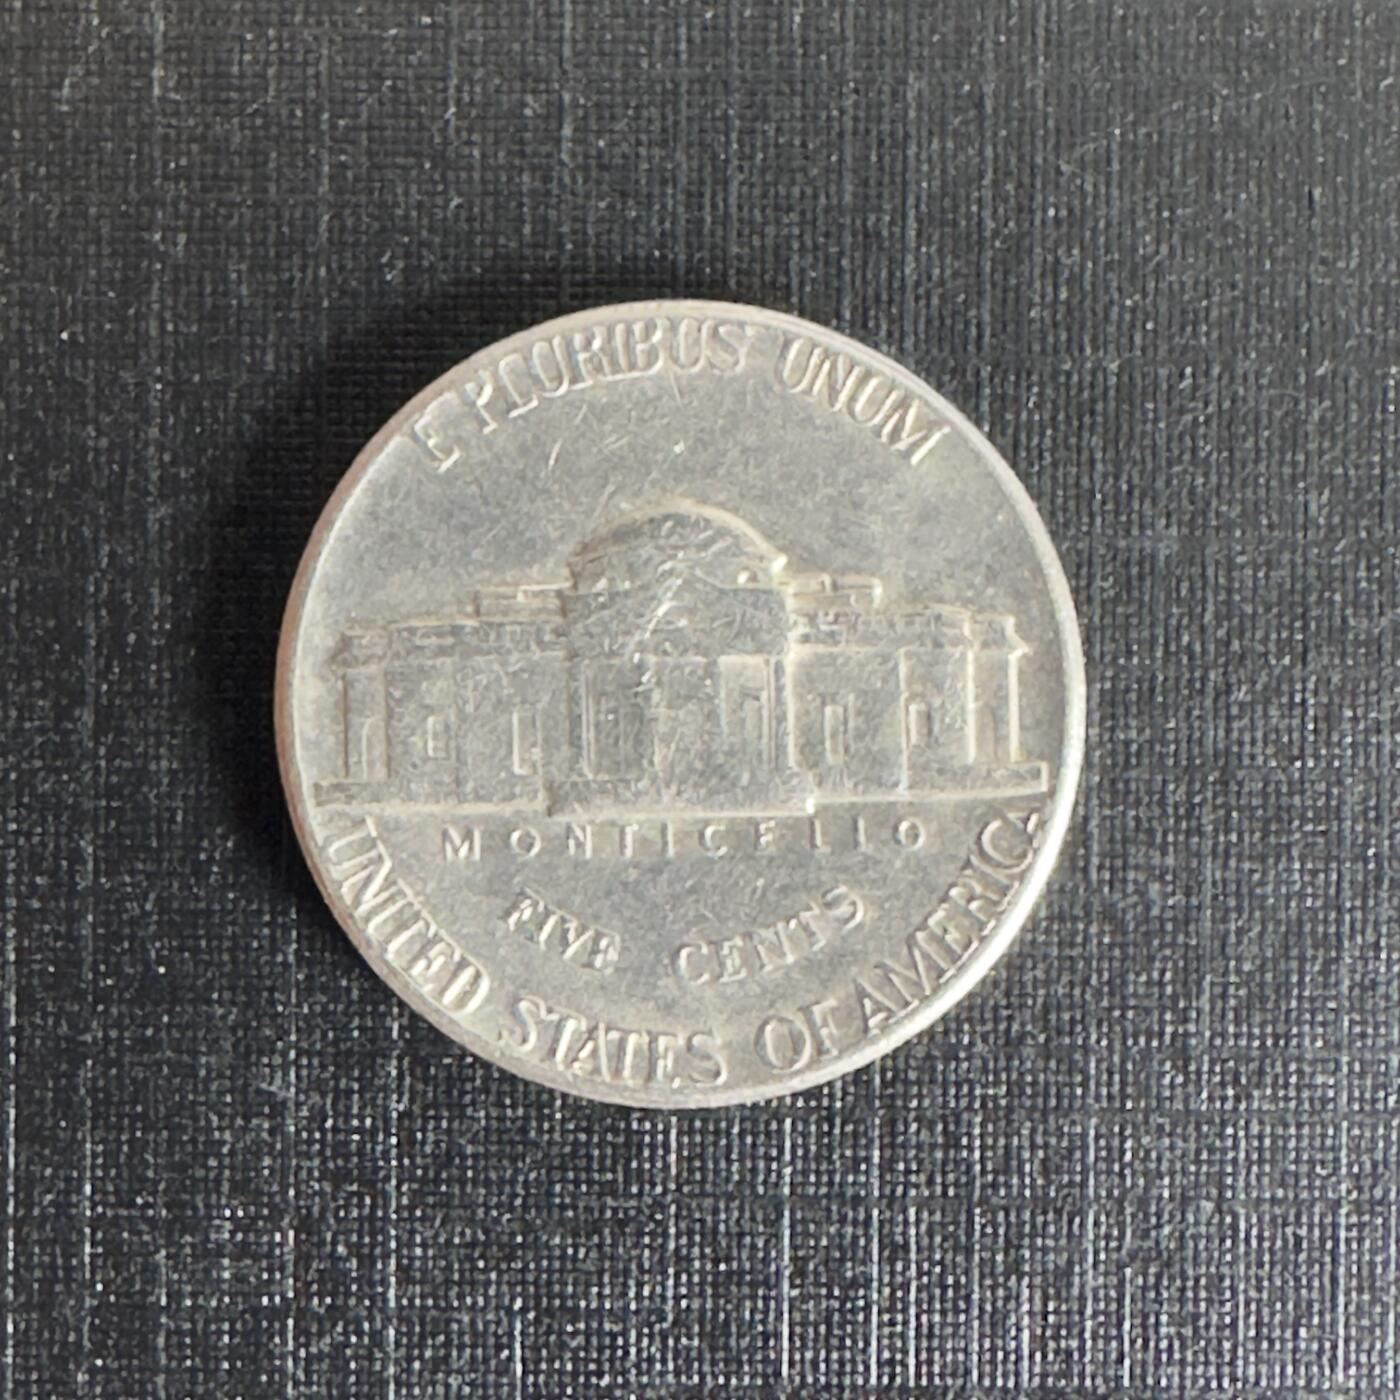 E PLURIBUS UNUM
MONTICELLO
FIVE CENTS
UNITED STATES OF AMERICA